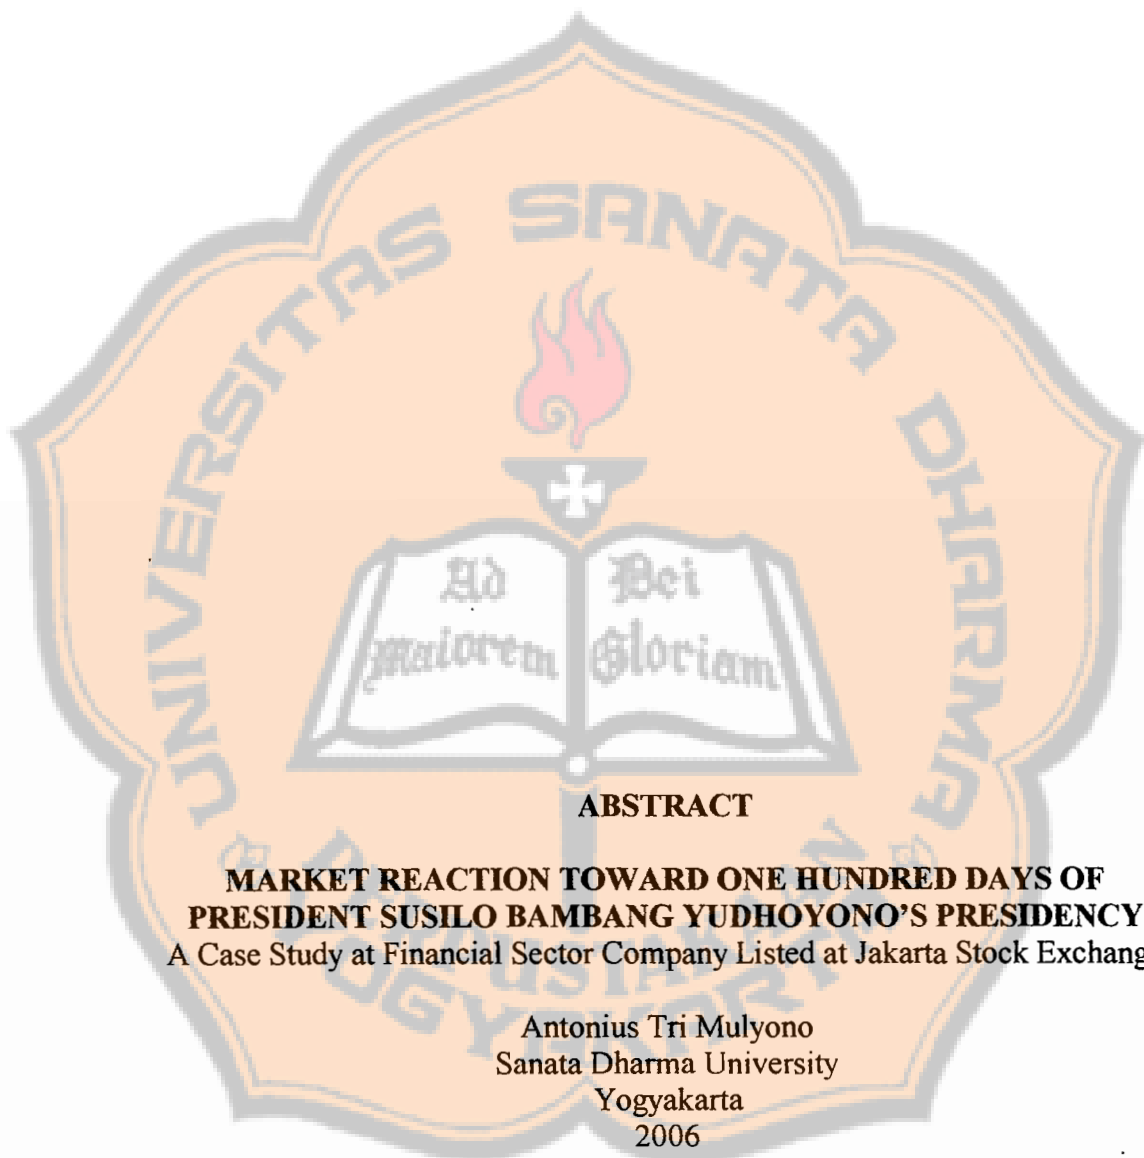 UNIVERSITAS SANATA DHARMA
Ad Dei
Maiorem Gloriam
ABSTRACT
MARKET REACTION TOWARD ONE HUNDRED DAYS OF
PRESIDENT SUSILO BAMBANG YUDHOYONO'S PRESIDENCY
A Case Study at Financial Sector Company Listed at Jakarta Stock Exchang
PERPUSTAKAAN
YOGYAKARTA
Antonius Tri Mulyono
Sanata Dharma University
Yogyakarta
2006